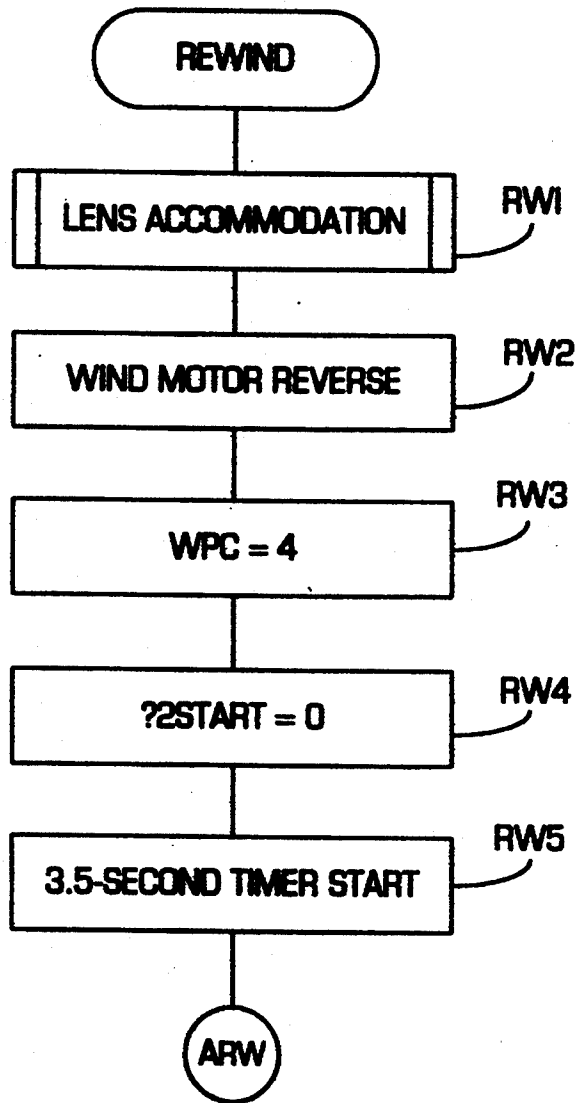 REWIND
LENS ACCOMMODATION
RW1
WIND MOTOR REVERSE
RW2
WPC = 4
RW3
?2START = 0
RW4
3.5-SECOND TIMER START
RW5
ARW